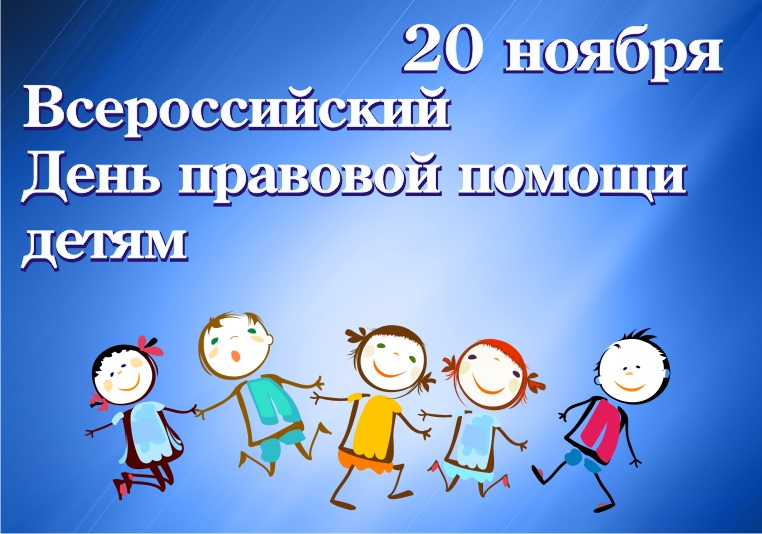 20 ноября
Всероссийский
День правовой помощи
детям